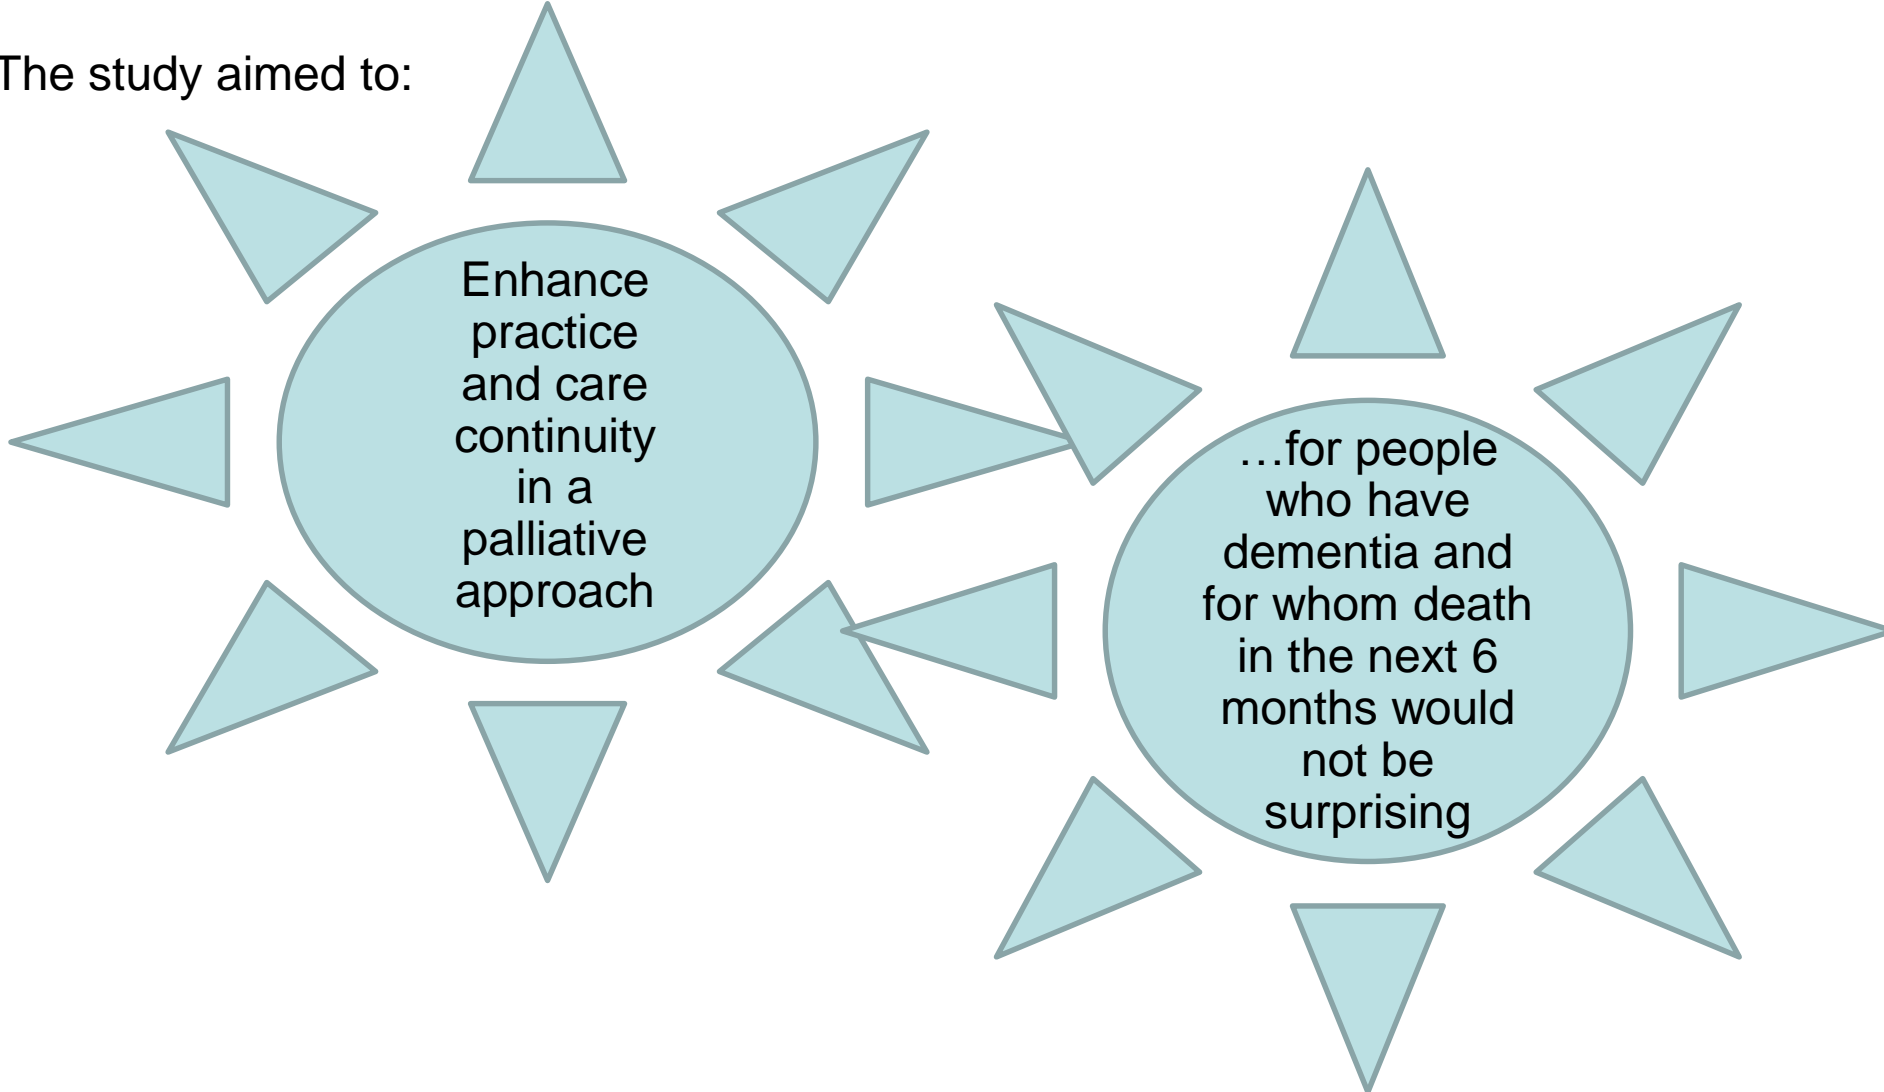 The study aimed to:
Enhance
practice
and care
continuity
in a
palliative
approach
…for people
who have
dementia and
for whom death
in the next 6
months would
not be
surprising